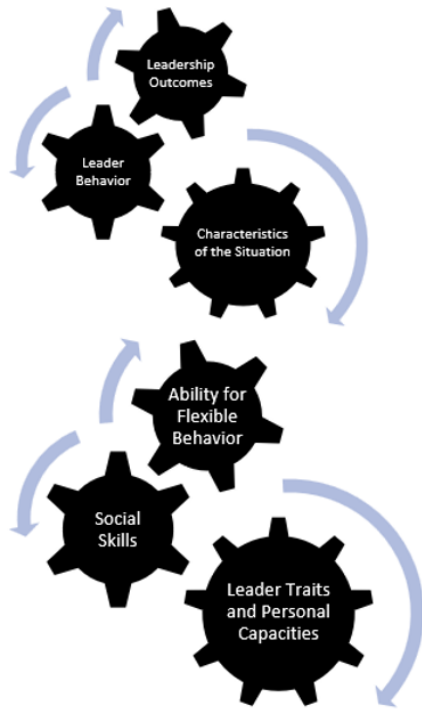 Leadership
Outcomes
Leader
Behavior
Characteristics
of the Situation
Ability for
Flexible
Behavior
Social
Skills
Leader Traits
and Personal
Capacities